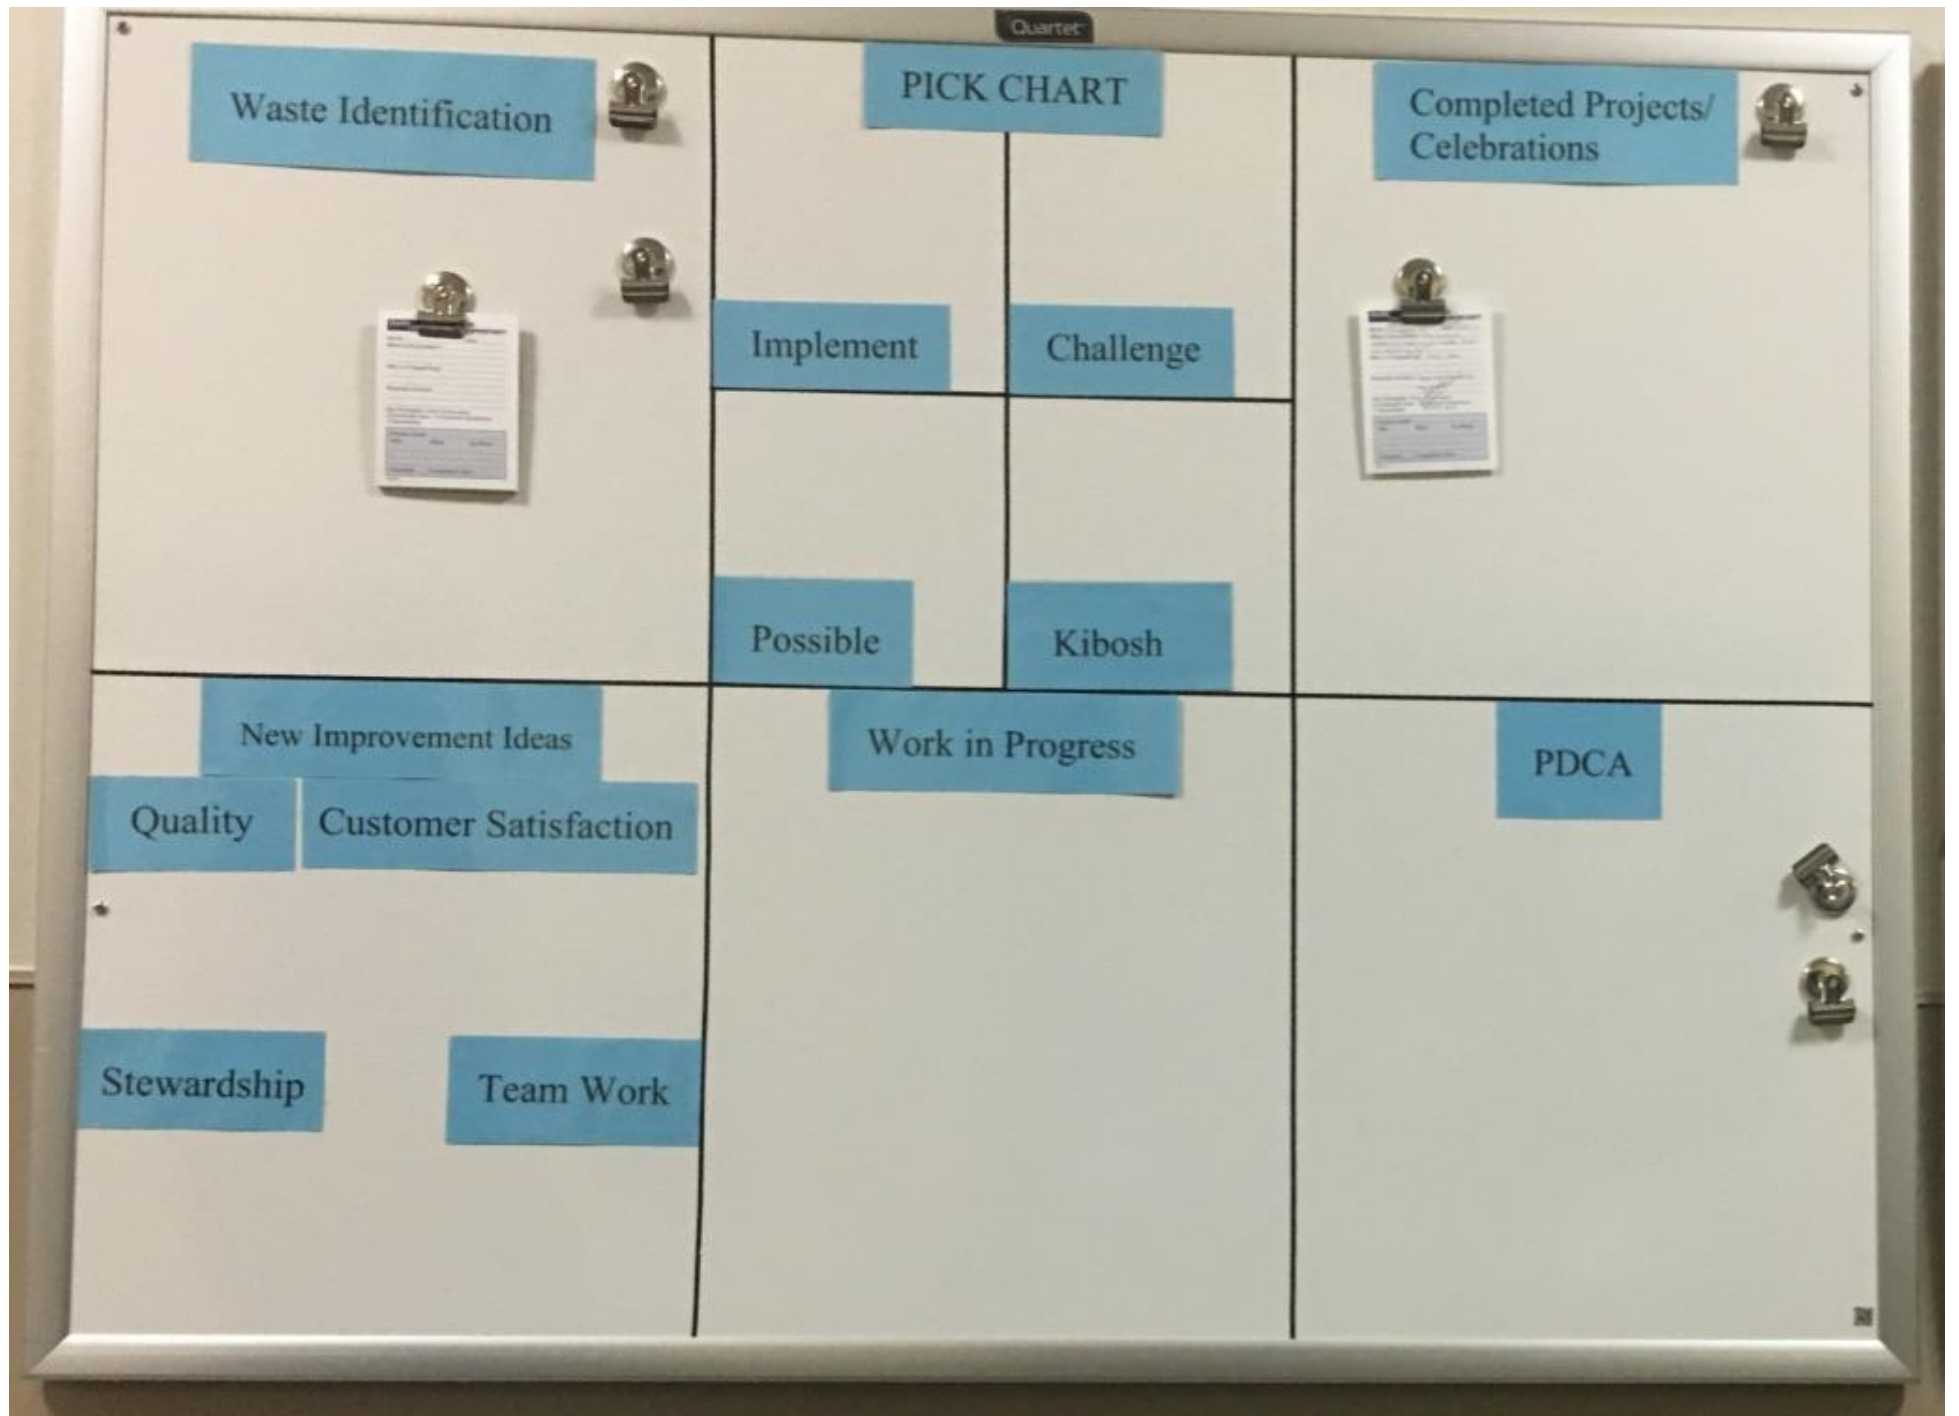 Quartet
Waste Identification
PICK CHART
Completed Projects/
Celebrations
Implement
Challenge
Possible
Kibosh
New Improvement Ideas
Quality
Customer Satisfaction
Stewardship
Team Work
Work in Progress
PDCA